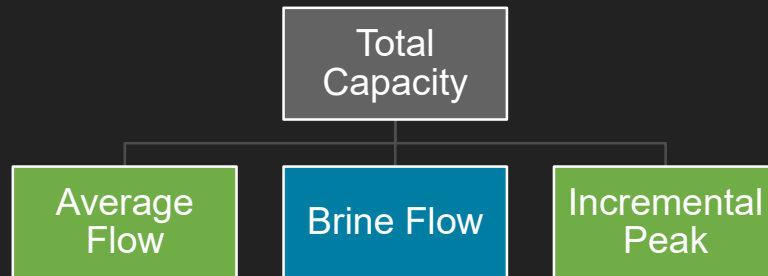 Total
Capacity
Average
Flow
Brine Flow
Incremental
Peak